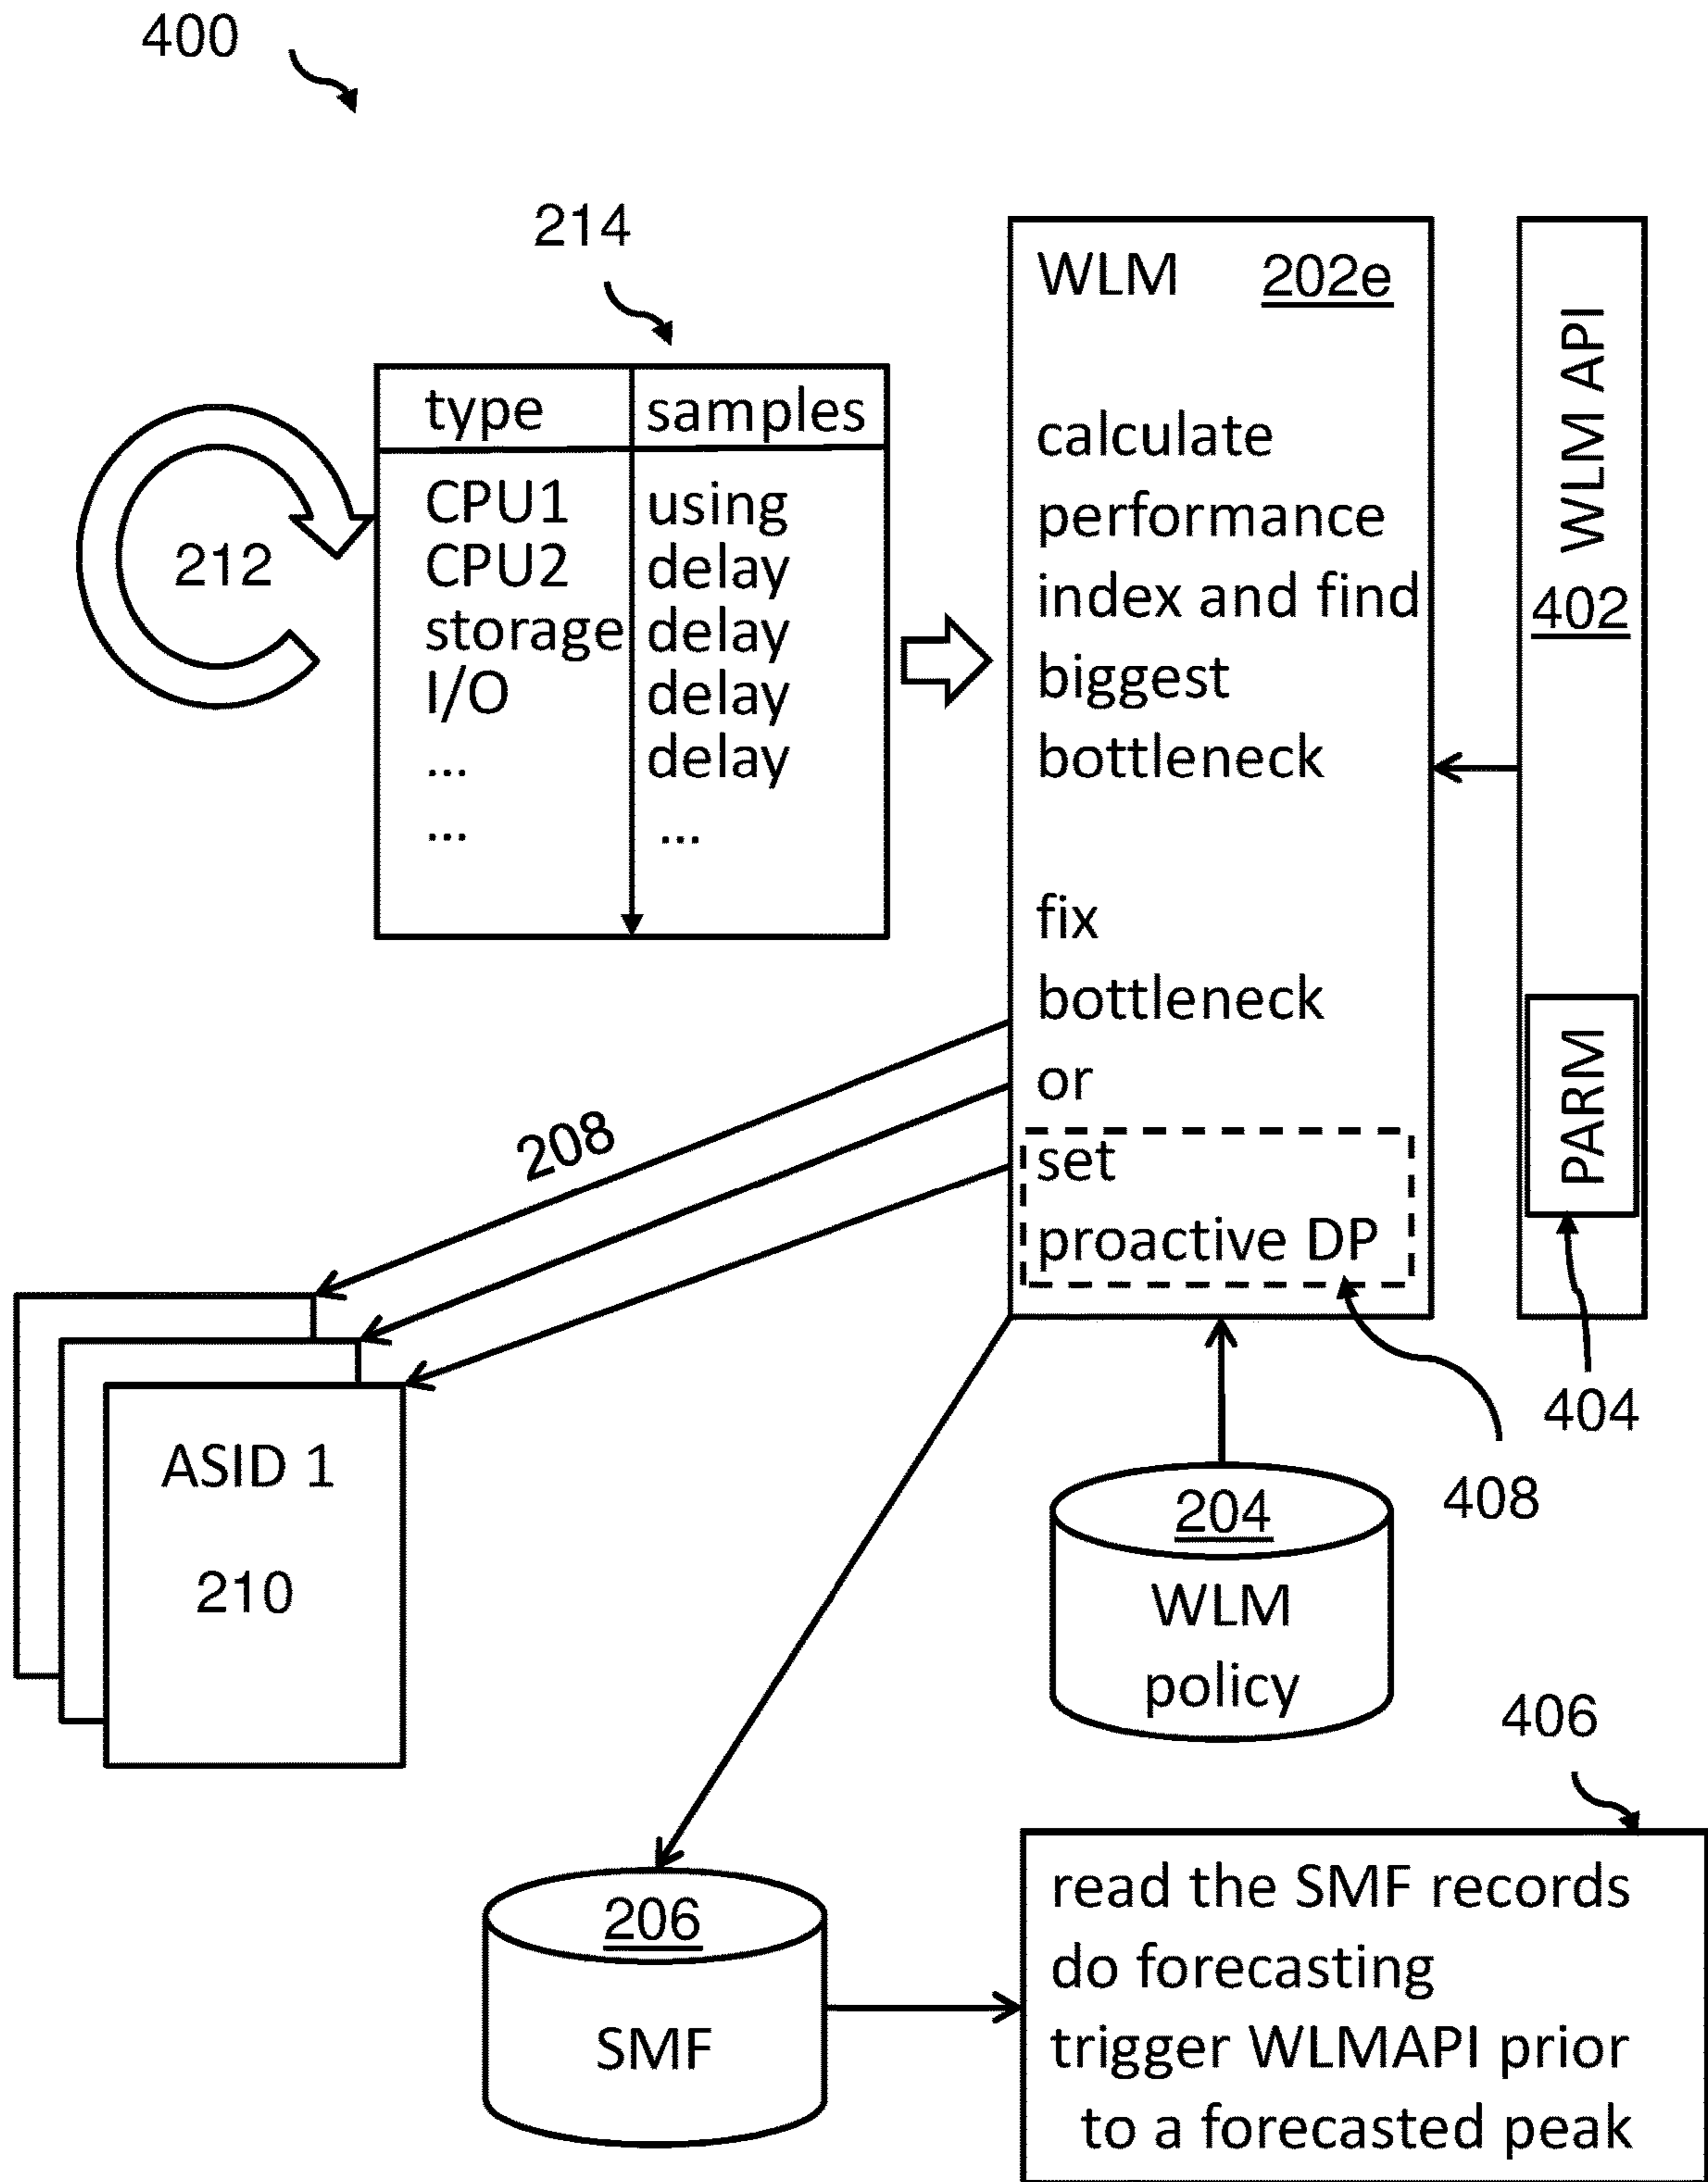 400
214
type samples
CPU1 using
CPU2 delay
storage delay
I/O delay
... delay
... ...
212
WLM 202e
calculate
performance
index and find
biggest
bottleneck
fix
bottleneck
or
set
proactive DP
WLM API
402
PARM
404
408
208
ASID 1
210
204
WLM
policy
406
206
SMF
read the SMF records
do forecasting
trigger WLMAPI prior
to a forecasted peak